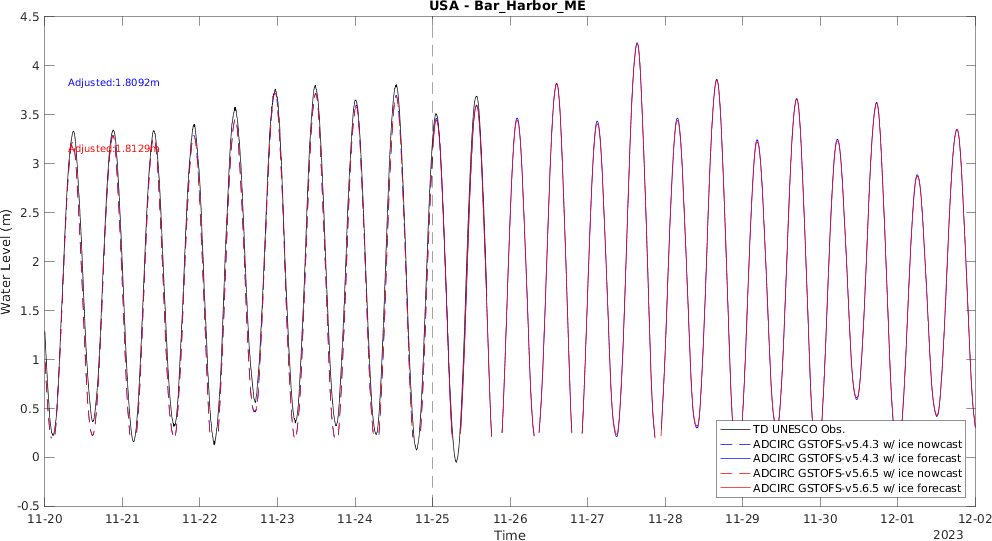 USA - Bar_Harbor_ME
4.5
4
3.5
3
2.5
2
1.5
1
0.5
0
-0.5
Water Level (m)
Adjusted:1.8092m
Adjusted:1.8129m
TD UNESCO Obs.
ADCIRC GSTOFS-v5.4.3 w/ ice nowcast
ADCIRC GSTOFS-v5.4.3 w/ ice forecast
ADCIRC GSTOFS-v5.6.5 w/ ice nowcast
ADCIRC GSTOFS-v5.6.5 w/ ice forecast
11-20 11-21 11-22 11-23 11-24 11-25 11-26 11-27 11-28 11-29 11-30 12-01 12-02
Time
2023